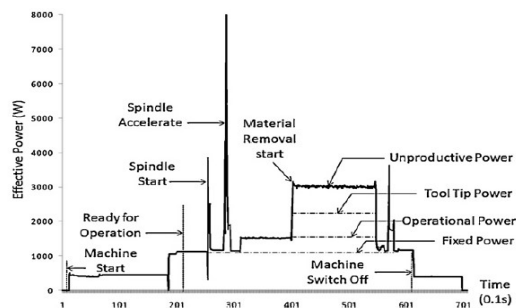 8000
7000
6000
5000
4000
3000
2000
1000
0
Effective Power (W)
Spindle
Accelerate
Spindle
Start
Ready for
Operation
Machine
Start
Material
Removal
start
Unproductive Power
Tool Tip Power
Operational Power
Fixed Power
Machine
Switch Off
Time
(0.1s)
1 101 201 301 401 501 601 701